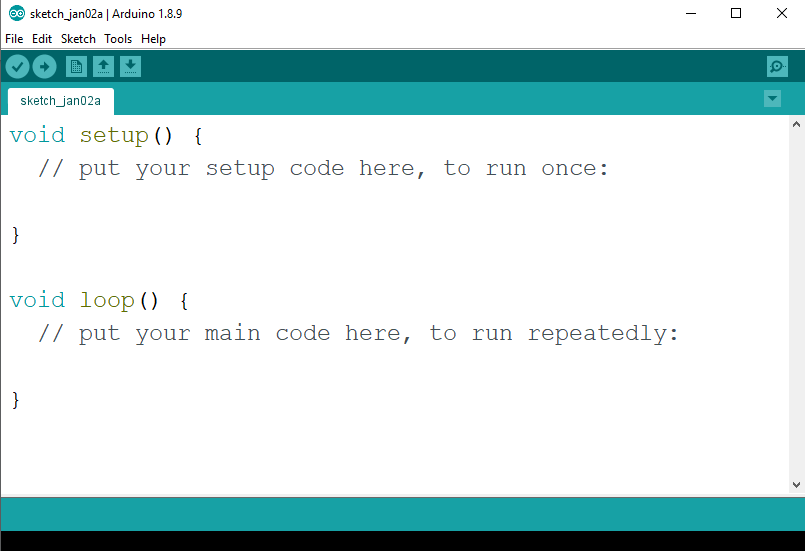 sketch_jan02a | Arduino 1.8.9
File Edit Sketch Tools Help
sketch_jan02a
void setup() {
  // put your setup code here, to run once:

}

void loop() {
  // put your main code here, to run repeatedly:

}